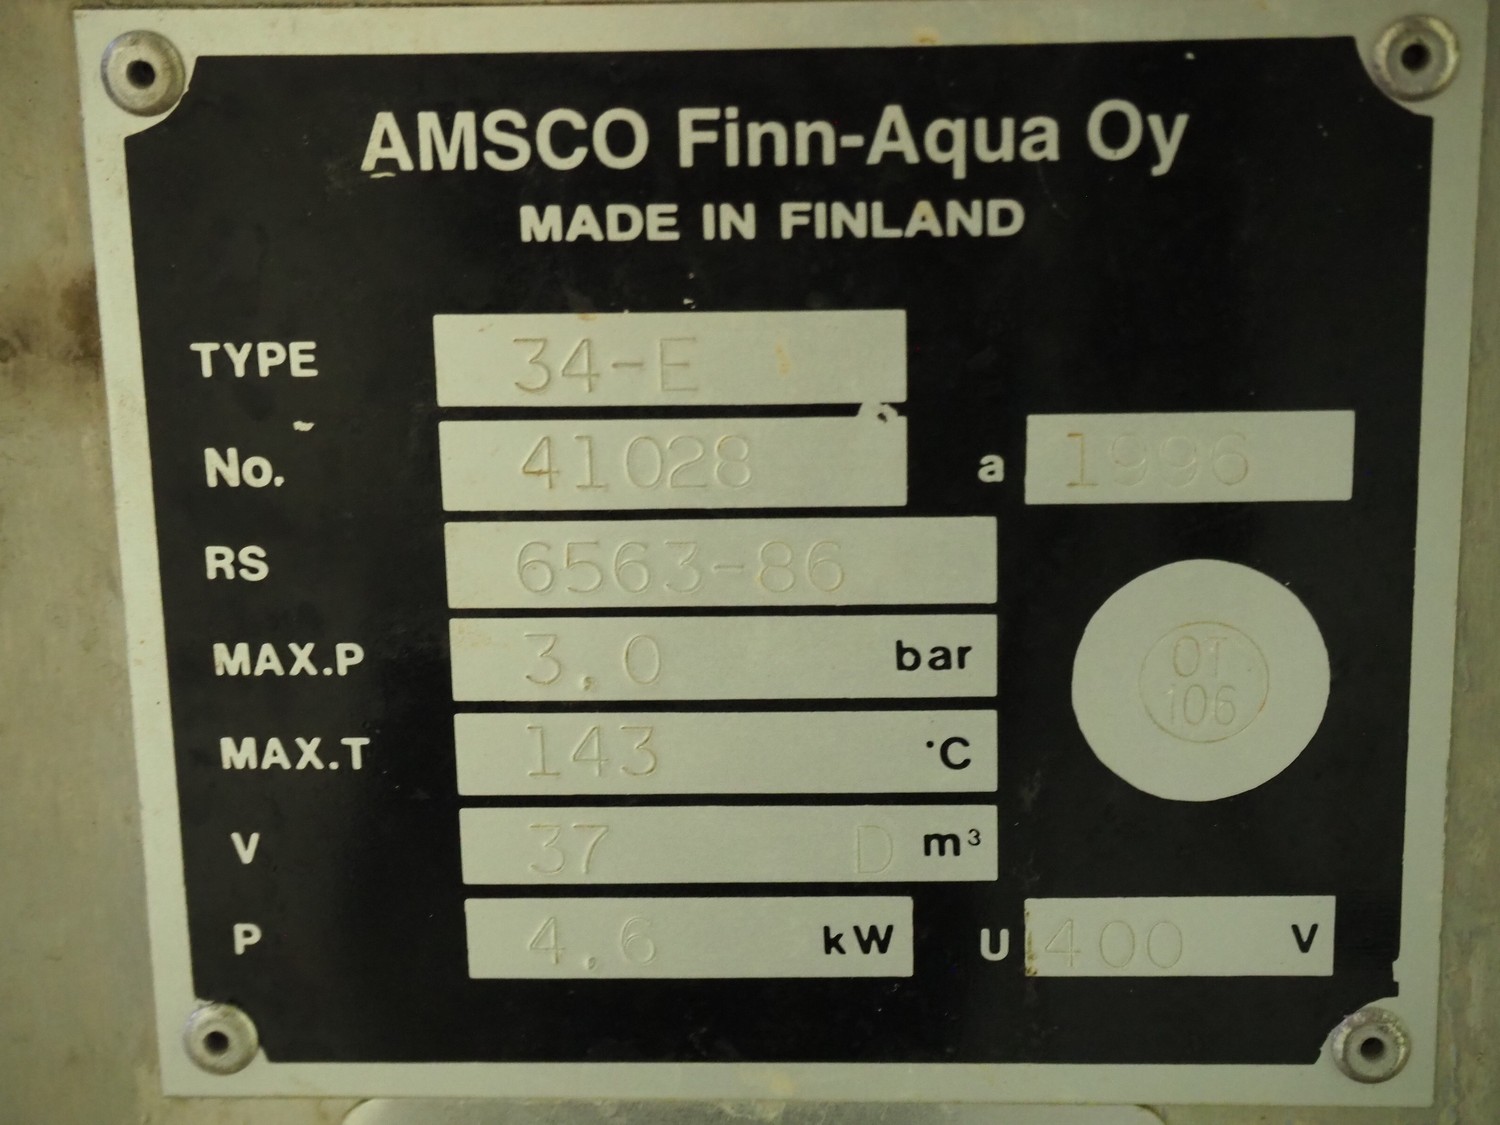 AMSCO Finn-Aqua Oy
MADE IN FINLAND
TYPE 34-E
No. 41028 a 1996
RS 6563-86
MAX.P 3.0 bar
OT
106
MAX.T 143 °C
V 37 D m³
P 4.6 kW U 400 V